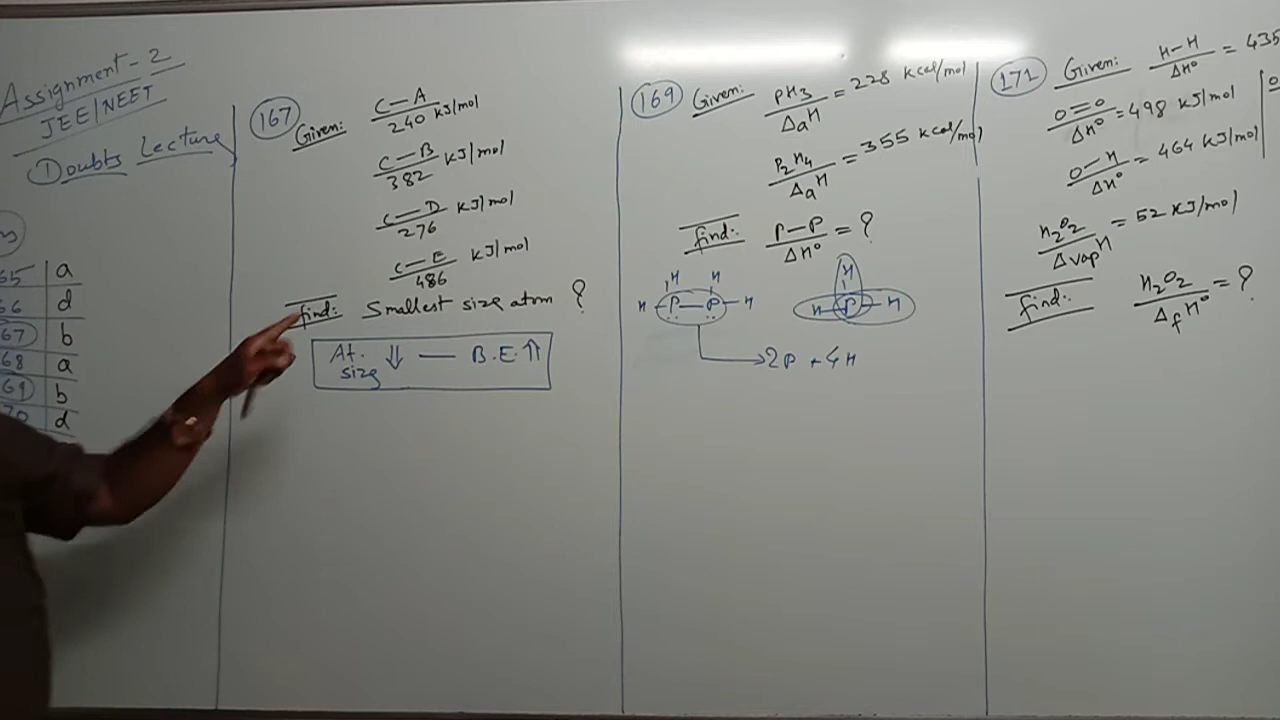 Assignment-2
JEE/NEET
Doubts Lecture
65 a
66 d
67 b
68 a
69 b
70 d
167
Given: C-A
240 kJ/mol
C-B
382 kJ/mol
C-D
276 kJ/mol
C-E
486 kJ/mol
find: Smallest size atom ?
At. size ⇓ — B.E. ⇑
169 Given: PH3
ΔaH = 228 kcal/mol
P2H4
ΔaH = 355 kcal/mol
find: P-P
ΔH° = ?
H H
H-P-P-H
→ 2P + 4H
H
H-P-H
171 Given: H-H
ΔH° = 435
O=O
ΔH° = 498 kJ/mol
O-H
ΔH° = 464 kJ/mol
H2O2
ΔvapH = 52 KJ/mol
find: H2O2
ΔfH° = ?